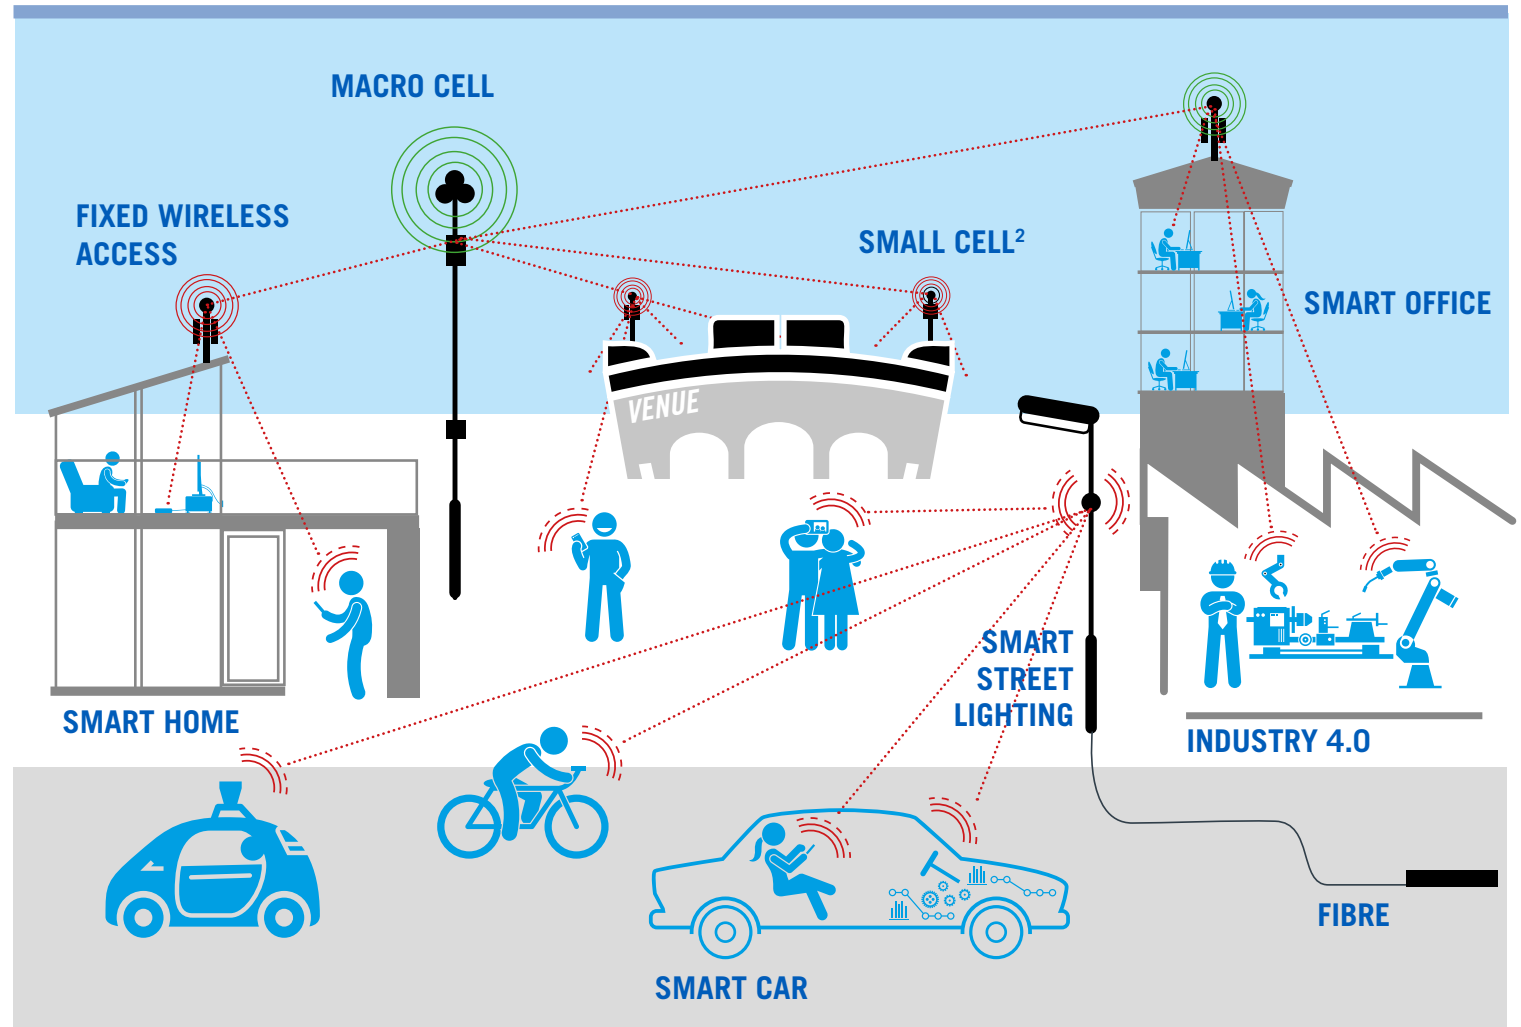 MACRO CELL
FIXED WIRELESS
ACCESS
SMALL CELL²
SMART OFFICE
VENUE
SMART
STREET
LIGHTING
SMART HOME
INDUSTRY 4.0
FIBRE
SMART CAR